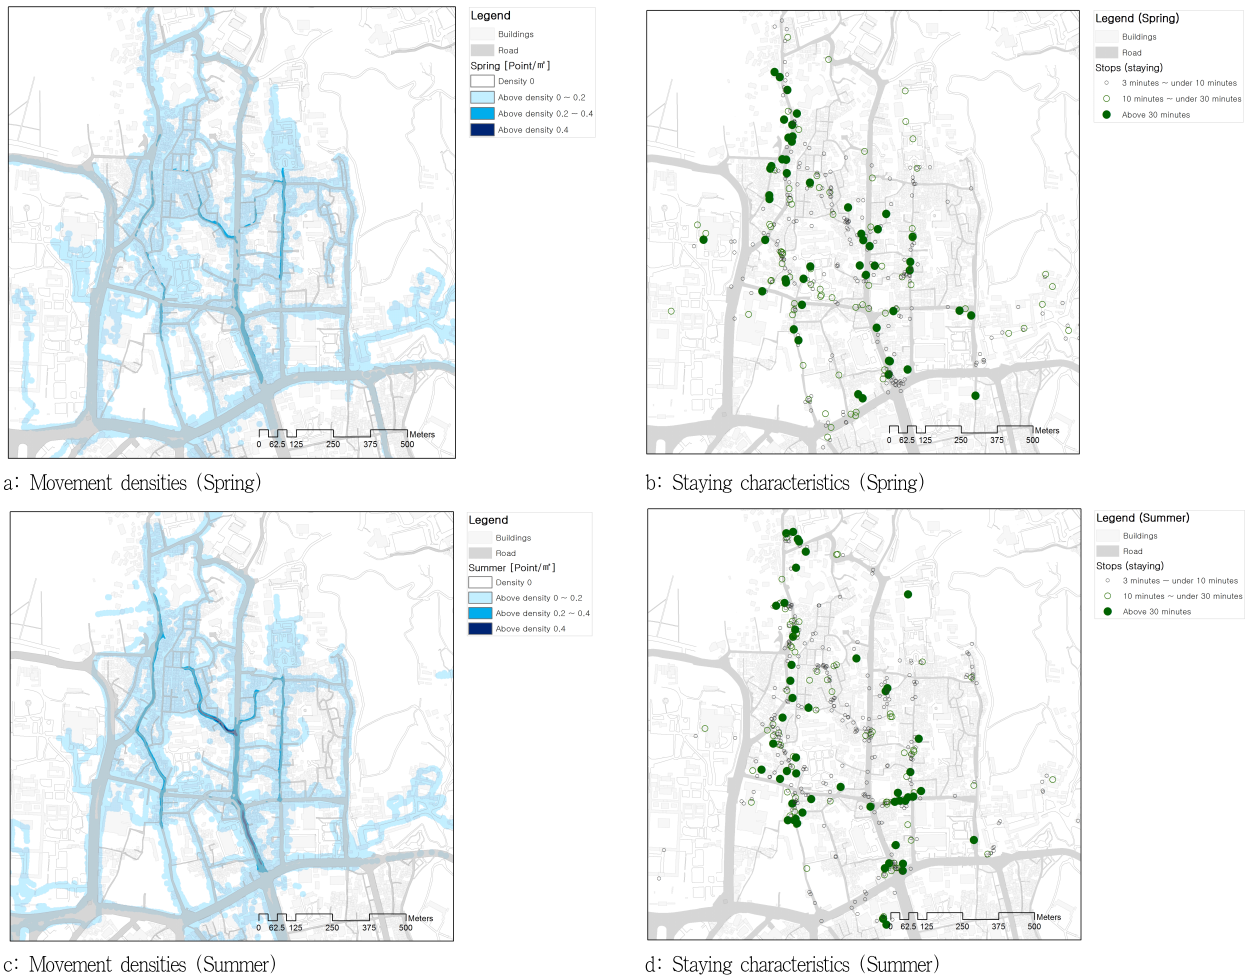 Legend
Buildings
Road
Spring [Point/㎡]
Density 0
Above density 0 ~ 0.2
Above density 0.2 ~ 0.4
Above density 0.4
Meters
0 62.5 125 250 375 500
a: Movement densities (Spring)
Legend (Spring)
Buildings
Road
Stops (staying)
3 minutes ~ under 10 minutes
10 minutes ~ under 30 minutes
Above 30 minutes
Meters
0 62.5 125 250 375 500
b: Staying characteristics (Spring)
Legend
Buildings
Road
Summer [Point/㎡]
Density 0
Above density 0 ~ 0.2
Above density 0.2 ~ 0.4
Above density 0.4
Meters
0 62.5 125 250 375 500
c: Movement densities (Summer)
Legend (Summer)
Buildings
Road
Stops (staying)
3 minutes ~ under 10 minutes
10 minutes ~ under 30 minutes
Above 30 minutes
Meters
0 62.5 125 250 375 500
d: Staying characteristics (Summer)